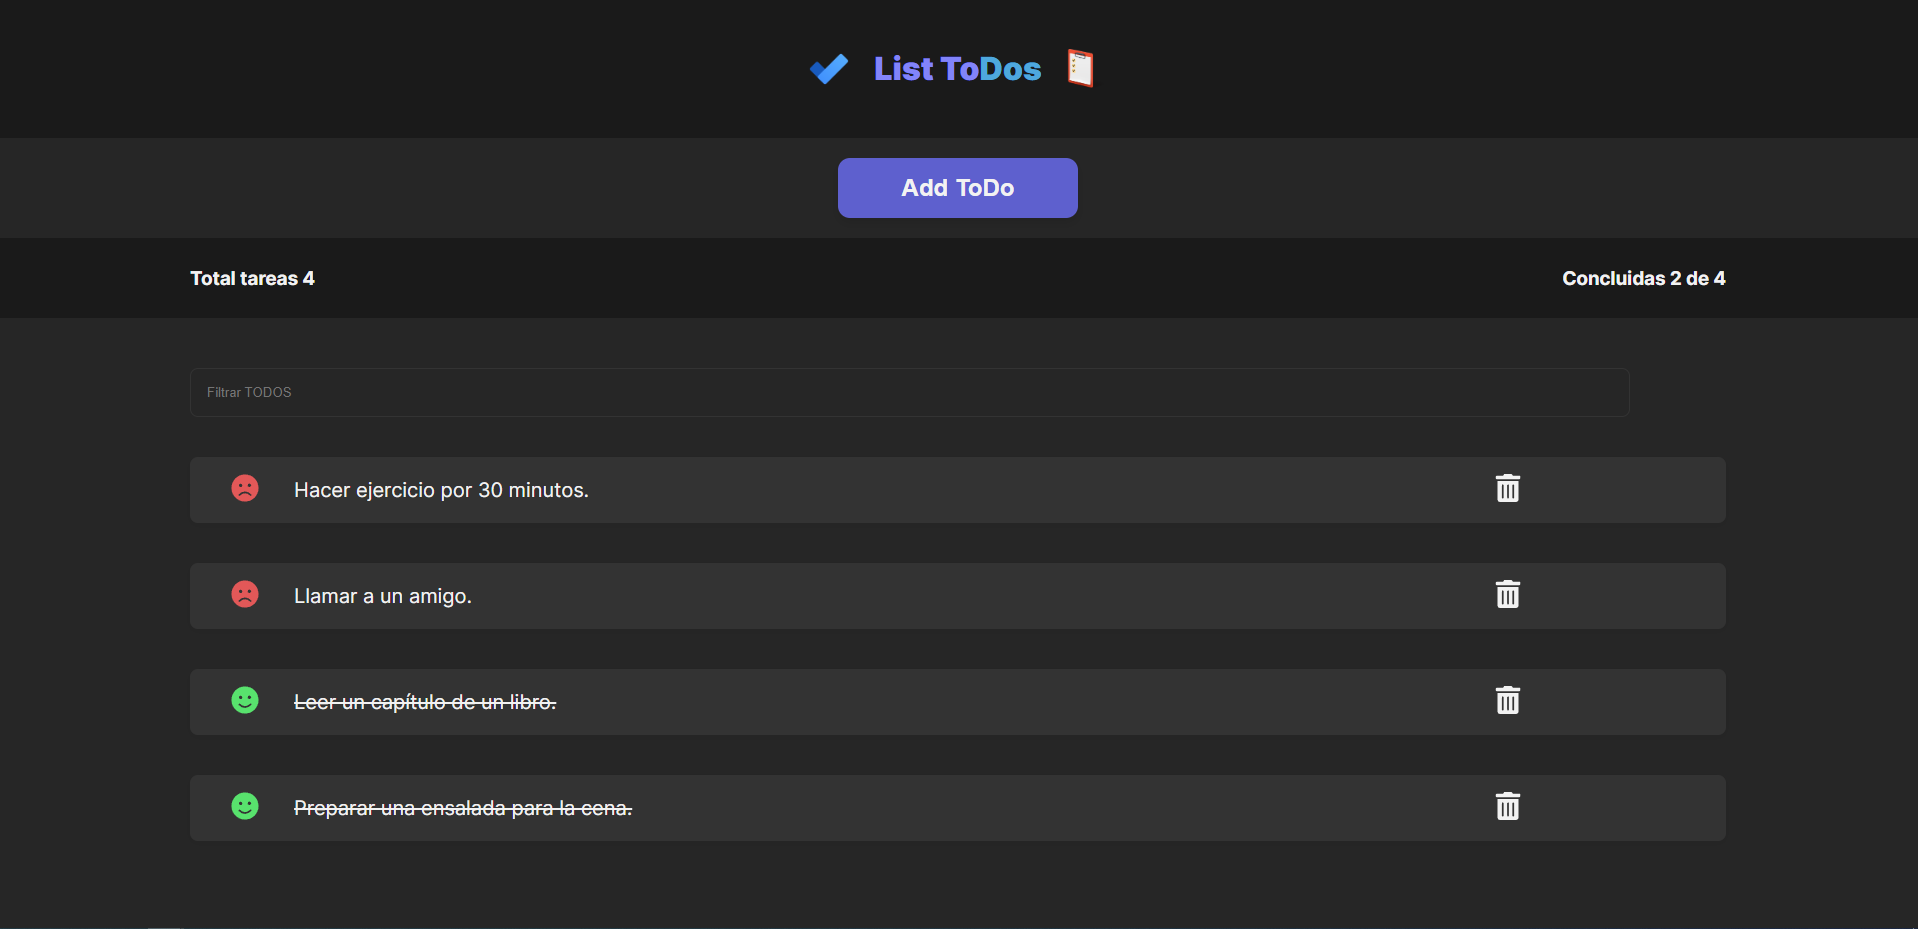 List ToDos
Add ToDo
Total tareas 4
Concluidas 2 de 4
Filtrar TODOS
Hacer ejercicio por 30 minutos.
Llamar a un amigo.
Leer un capítulo de un libro.
Preparar una ensalada para la cena.